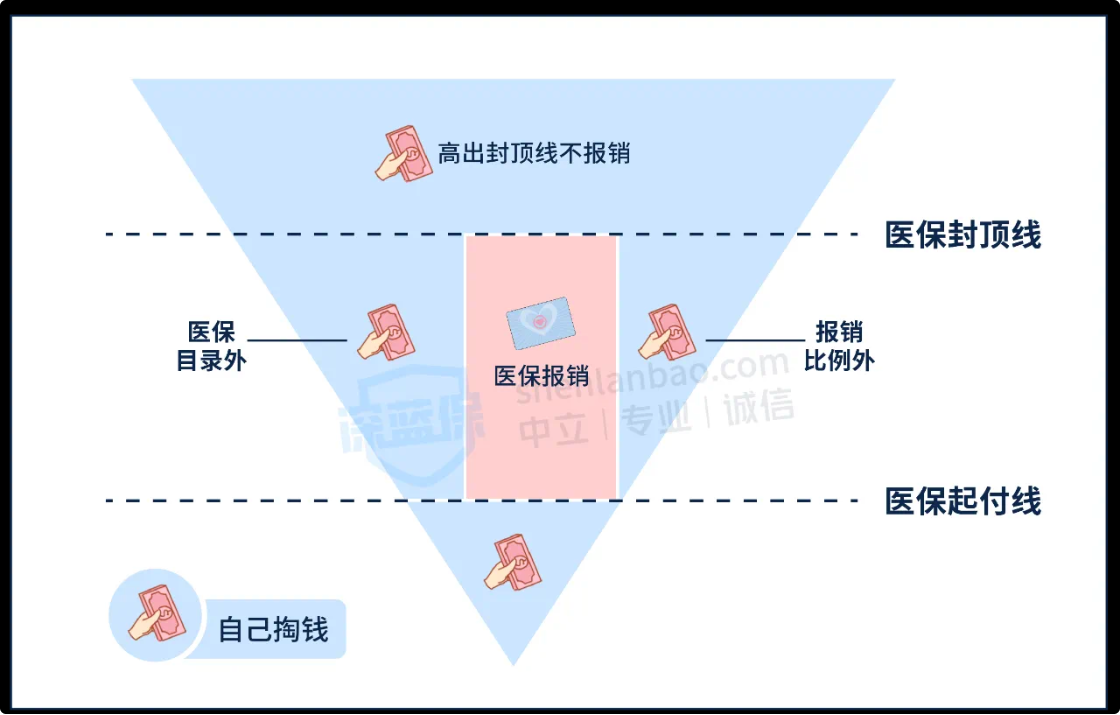 高出封顶线不报销
医保封顶线
医保
目录外
医保报销
报销
比例外
深蓝保
shenlanbao.com
中立|专业|诚信
医保起付线
自己掏钱